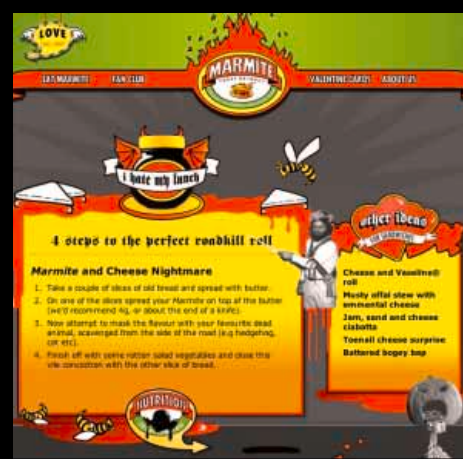 LOVE
EAT MARMITE FAN CLUB
MARMITE
VALENTINE CARDS ABOUT US
i hate my lunch
4 steps to the perfect roadkill roll
Marmite and Cheese Nightmare
1. Take a couple of slices of old bread and spread with butter.
2. On one of the slices spread your Marmite on top of the butter
(we'd recommend 4g, or about the end of a knife).
3. Now attempt to mask the flavour with your favourite dead
animal, scavenged from the side of the road (e.g hedgehog,
cat etc).
4. Finish off with some rotten salad vegetables and close this
vile concoction with the other slice of bread.
other ideas
FOR SANDWICHES
Cheese and Vaseline®
roll
Musty offal stew with
emmental cheese
Jam, sand and cheese
ciabatta
Toenail cheese surprise
Battered bogey bap
NUTRITION